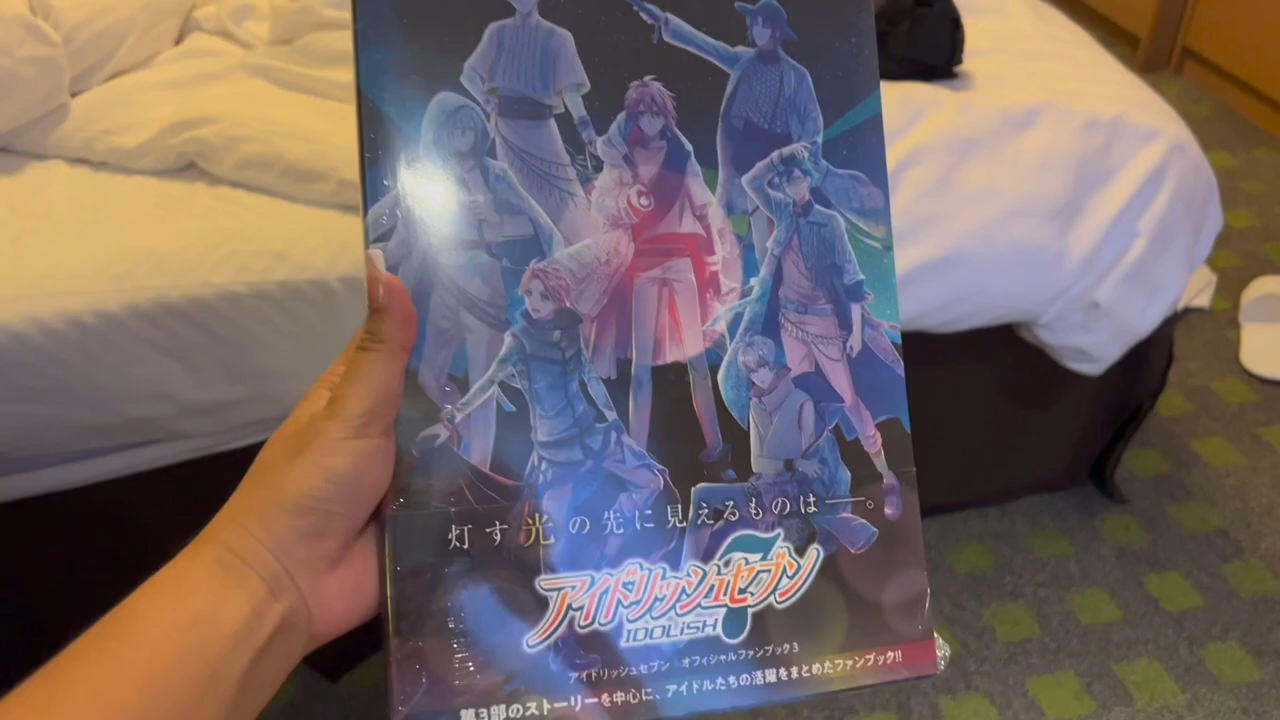 灯す光の先に見えるものは——。
アイドリッシュセブン
7
IDOLiSH
アイドリッシュセブン オフィシャルファンブック3
第3部のストーリーを中心に、アイドルたちの活躍をまとめたファンブック!!